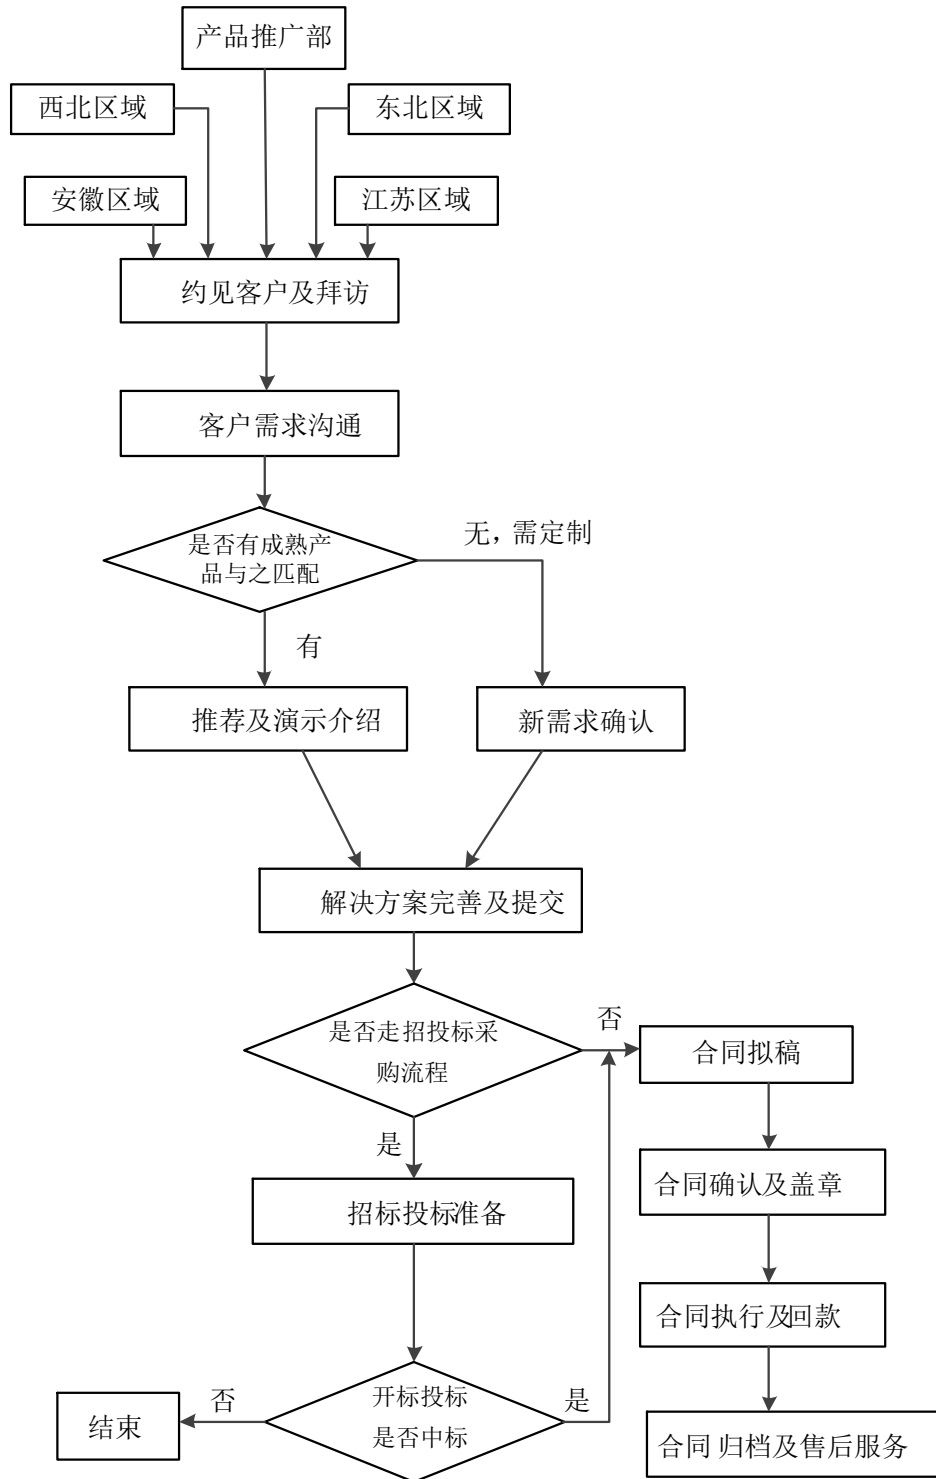 产品推广部
西北区域
东北区域
安徽区域
江苏区域
约见客户及拜访
客户需求沟通
无，需定制
是否有成熟产
品与之匹配
有
推荐及演示介绍
新需求确认
解决方案完善及提交
否
是否走招投标采
购流程
合同拟稿
是
合同确认及盖章
招标投标准备
合同执行及回款
否
开标投标
是否中标
是
结束
合同归档及售后服务